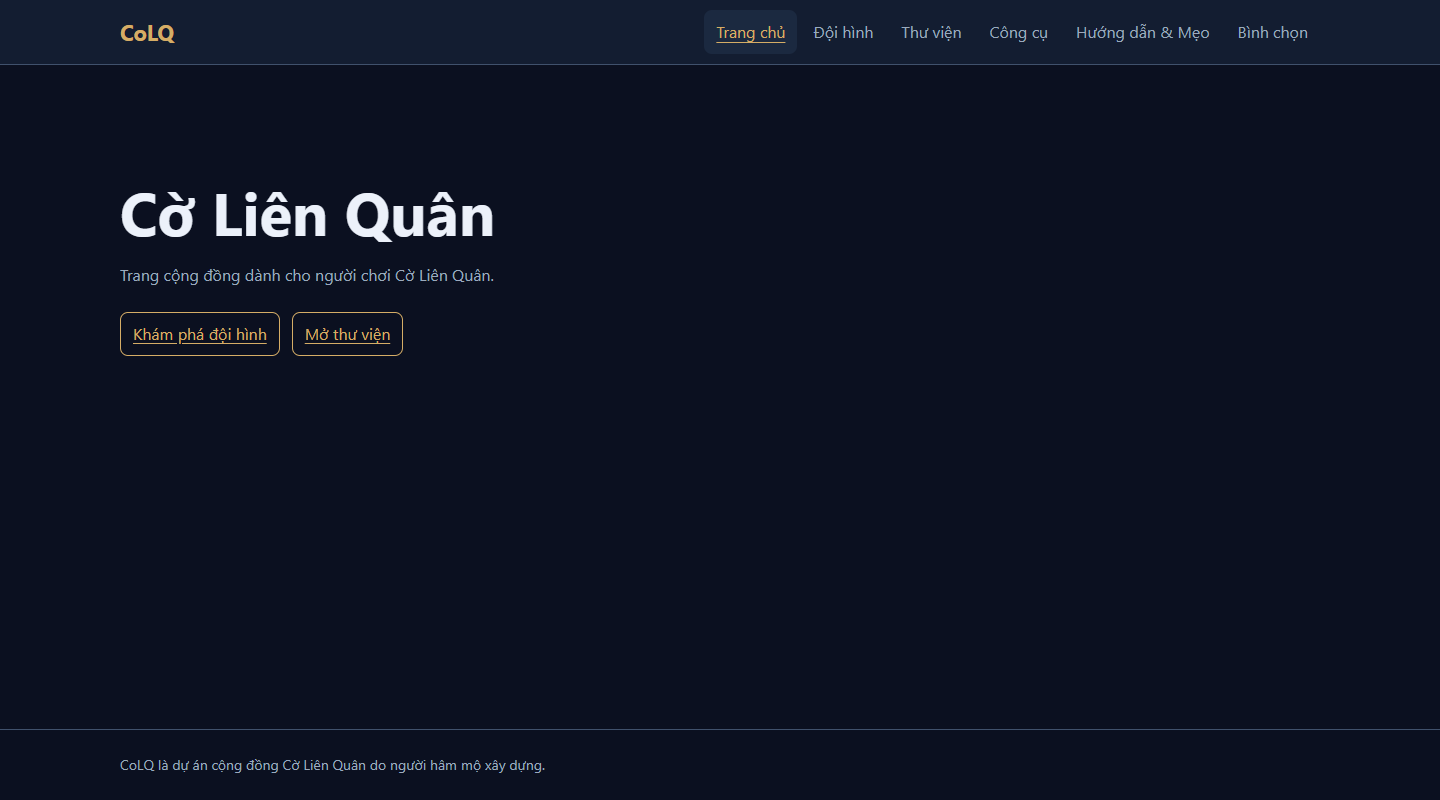 CoLQ
Trang chủ
Đội hình
Thư viện
Công cụ
Hướng dẫn & Mẹo
Bình chọn
Cờ Liên Quân
Trang cộng đồng dành cho người chơi Cờ Liên Quân.
Khám phá đội hình
Mở thư viện
CoLQ là dự án cộng đồng Cờ Liên Quân do người hâm mộ xây dựng.